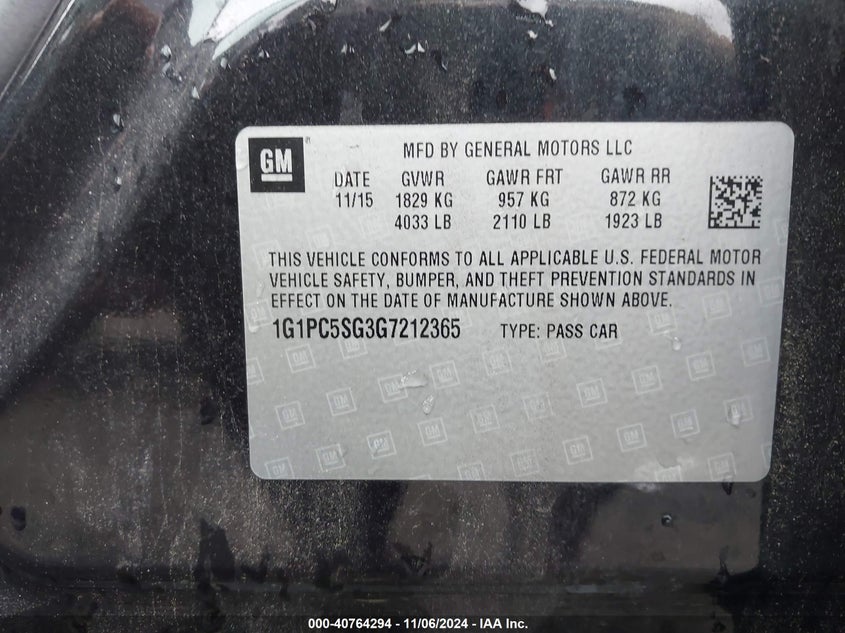 GM
MFD BY GENERAL MOTORS LLC
DATE GVWR GAWR FRT GAWR RR
11/15 1829 KG 957 KG 872 KG
4033 LB 2110 LB 1923 LB
THIS VEHICLE CONFORMS TO ALL APPLICABLE U.S. FEDERAL MOTOR
VEHICLE SAFETY, BUMPER, AND THEFT PREVENTION STANDARDS IN
EFFECT ON THE DATE OF MANUFACTURE SHOWN ABOVE.
1G1PC5SG3G7212365 TYPE: PASS CAR
000-40764294 - 11/06/2024 - IAA Inc.